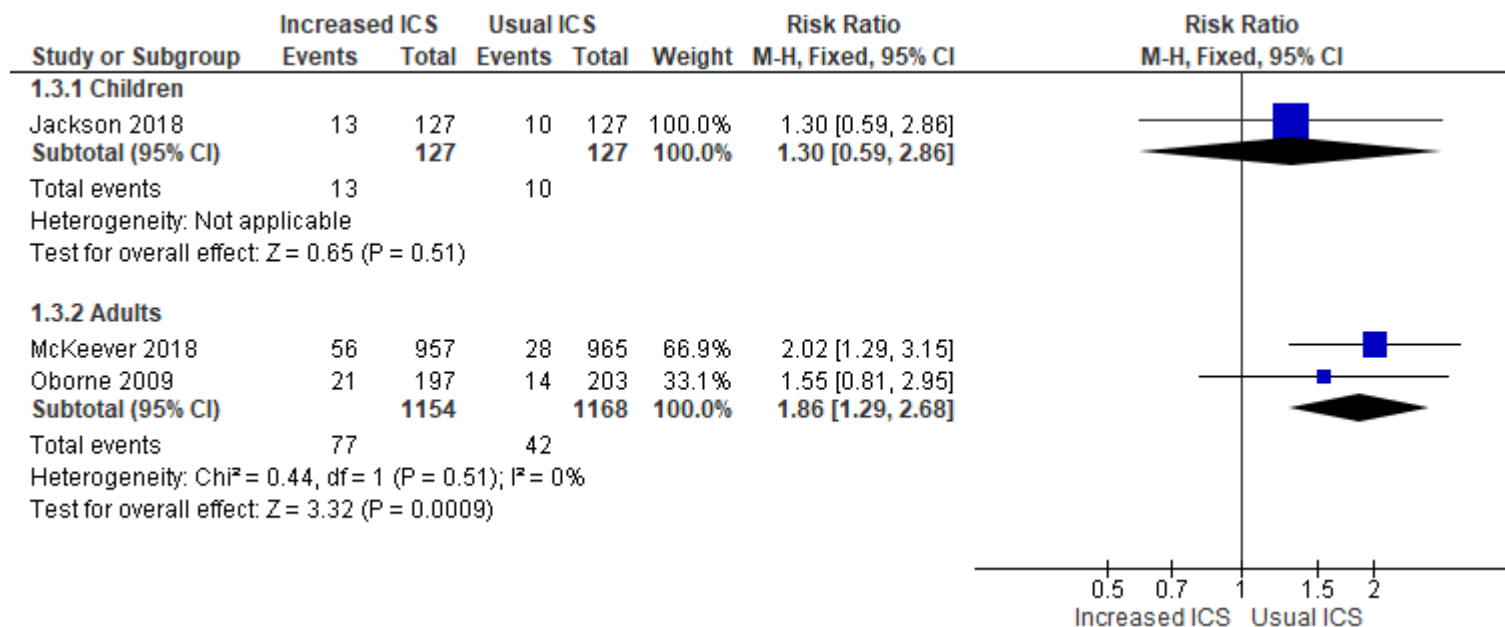 Increased ICS Usual ICS Risk Ratio Risk Ratio
Study or Subgroup Events Total Events Total Weight M-H, Fixed, 95% CI M-H, Fixed, 95% CI
1.3.1 Children
Jackson 2018 13 127 10 127 100.0% 1.30 [0.59, 2.86]
Subtotal (95% CI) 127 127 100.0% 1.30 [0.59, 2.86]
Total events 13 10
Heterogeneity: Not applicable
Test for overall effect: Z = 0.65 (P = 0.51)
1.3.2 Adults
McKeever 2018 56 957 28 965 66.9% 2.02 [1.29, 3.15]
Oborne 2009 21 197 14 203 33.1% 1.55 [0.81, 2.95]
Subtotal (95% CI) 1154 1168 100.0% 1.86 [1.29, 2.68]
Total events 77 42
Heterogeneity: Chi² = 0.44, df = 1 (P = 0.51); I² = 0%
Test for overall effect: Z = 3.32 (P = 0.0009)
0.5 0.7 1 1.5 2
Increased ICS Usual ICS